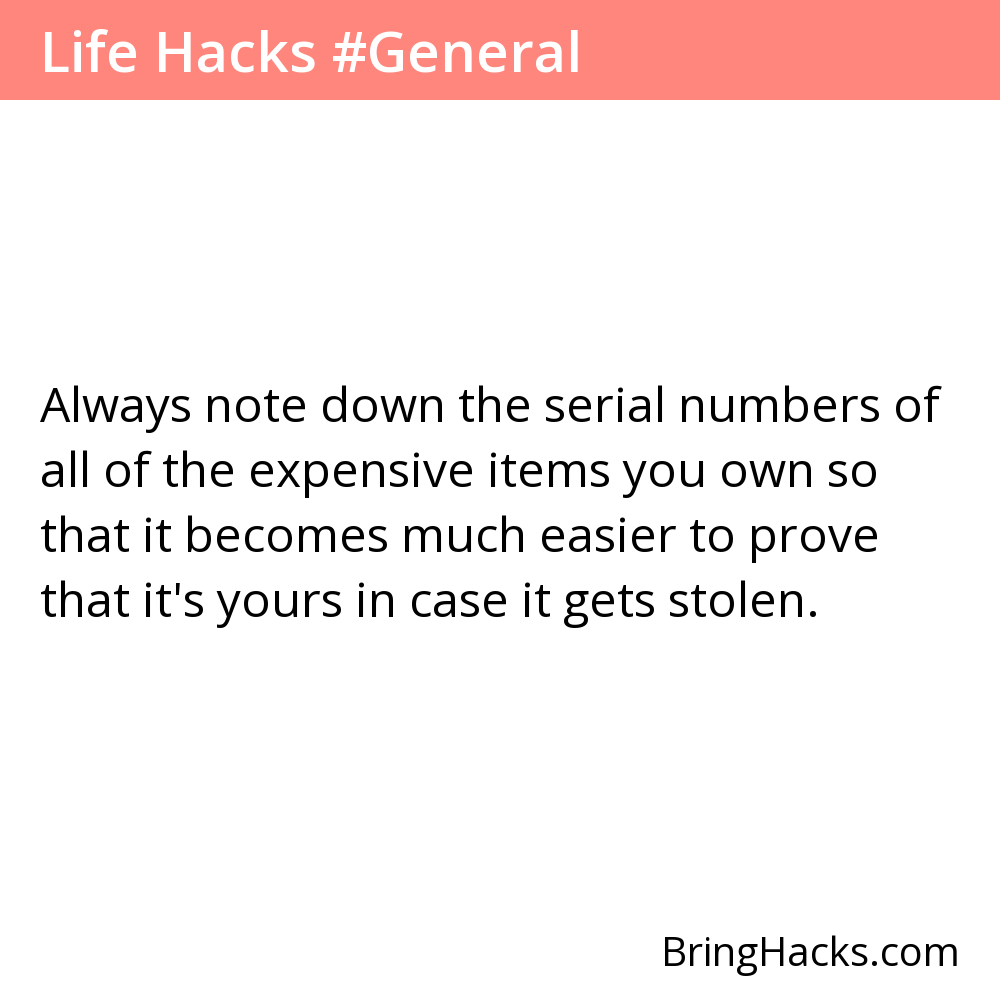 Life Hacks #General
Always note down the serial numbers of
all of the expensive items you own so
that it becomes much easier to prove
that it's yours in case it gets stolen.
BringHacks.com